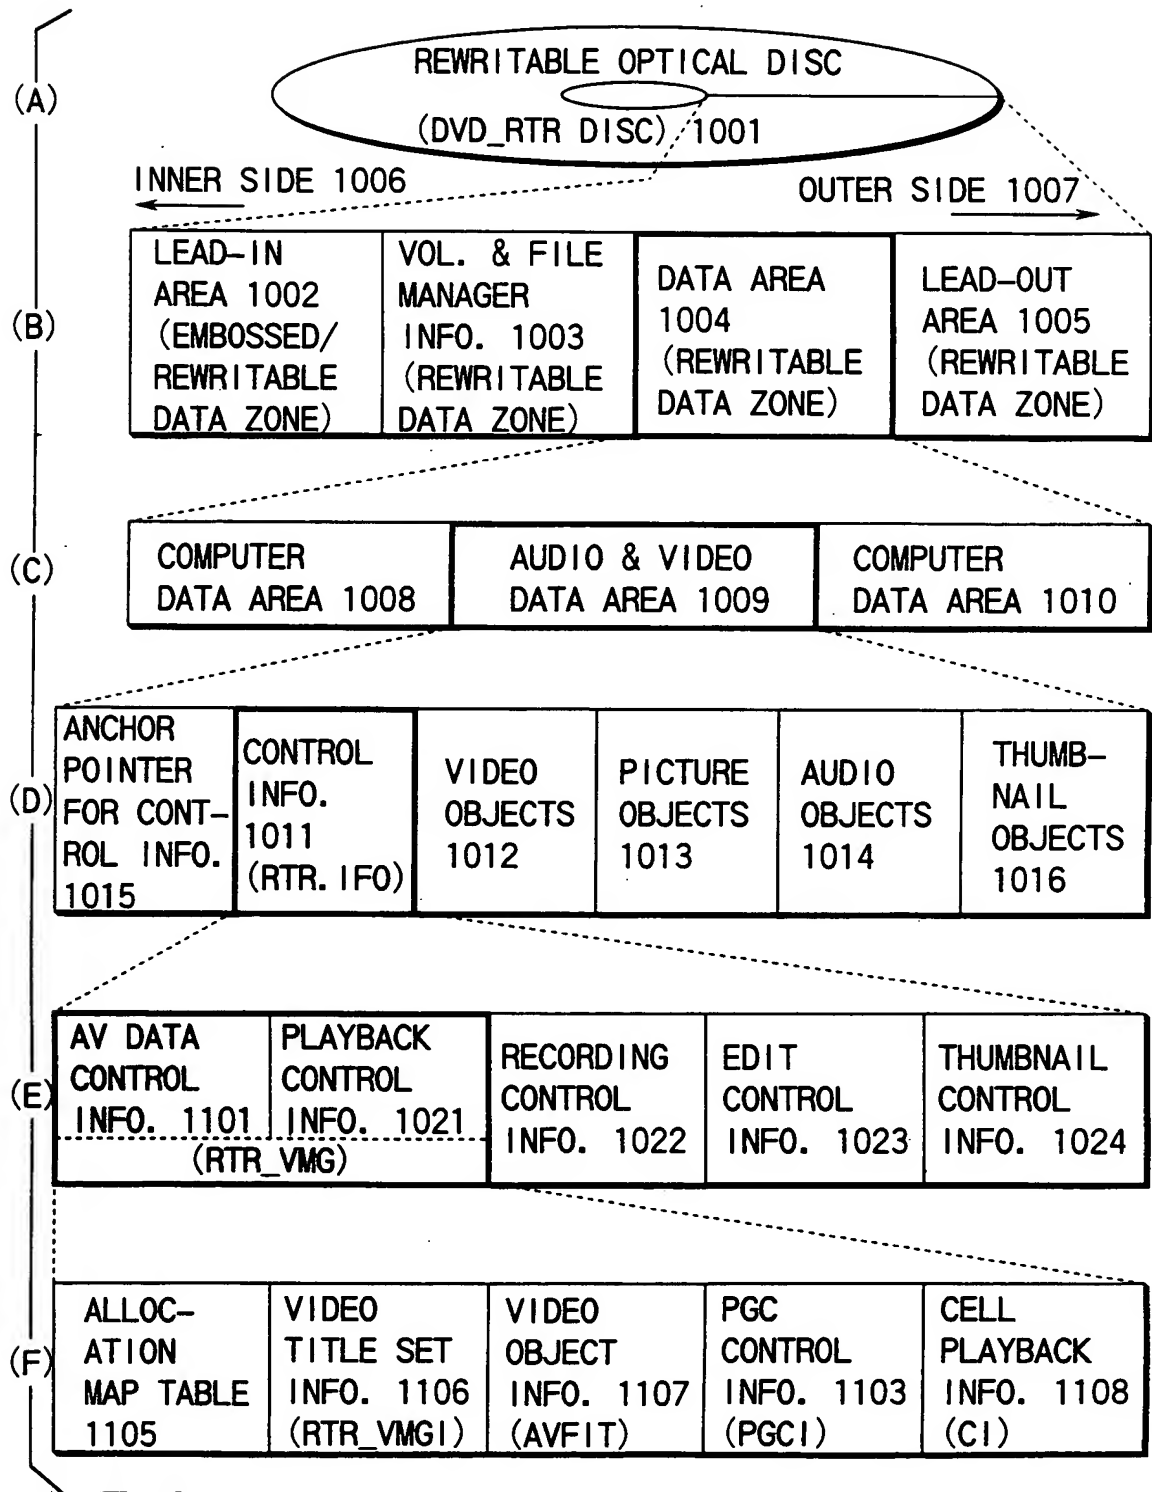 (A)
REWRITABLE OPTICAL DISC
(DVD_RTR DISC) 1001
INNER SIDE 1006
OUTER SIDE 1007
(B)
LEAD-IN
AREA 1002
(EMBOSSED/
REWRITABLE
DATA ZONE)
VOL. & FILE
MANAGER
INFO. 1003
(REWRITABLE
DATA ZONE)
DATA AREA
1004
(REWRITABLE
DATA ZONE)
LEAD-OUT
AREA 1005
(REWRITABLE
DATA ZONE)
(C)
COMPUTER
DATA AREA 1008
AUDIO & VIDEO
DATA AREA 1009
COMPUTER
DATA AREA 1010
(D)
ANCHOR
POINTER
FOR CONT-
ROL INFO.
1015
CONTROL
INFO.
1011
(RTR.IFO)
VIDEO
OBJECTS
1012
PICTURE
OBJECTS
1013
AUDIO
OBJECTS
1014
THUMB-
NAIL
OBJECTS
1016
(E)
AV DATA
CONTROL
INFO. 1101
PLAYBACK
CONTROL
INFO. 1021
(RTR_VMG)
RECORDING
CONTROL
INFO. 1022
EDIT
CONTROL
INFO. 1023
THUMBNAIL
CONTROL
INFO. 1024
(F)
ALLOC-
ATION
MAP TABLE
1105
VIDEO
TITLE SET
INFO. 1106
(RTR_VMGI)
VIDEO
OBJECT
INFO. 1107
(AVFIT)
PGC
CONTROL
INFO. 1103
(PGCI)
CELL
PLAYBACK
INFO. 1108
(CI)